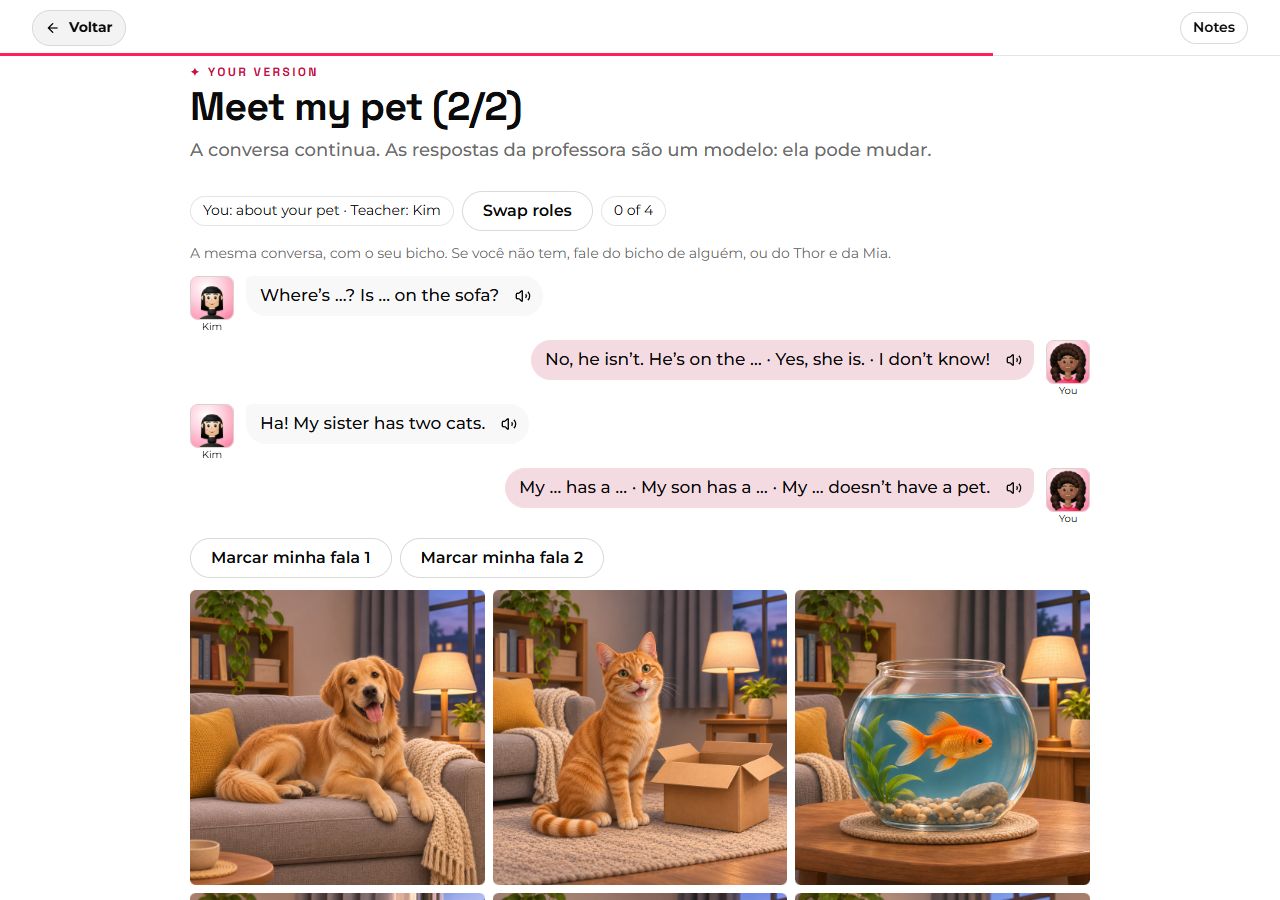 Voltar
Notes
✦ YOUR VERSION
Meet my pet (2/2)
A conversa continua. As respostas da professora são um modelo: ela pode mudar.
You: about your pet · Teacher: Kim
Swap roles
0 of 4
A mesma conversa, com o seu bicho. Se você não tem, fale do bicho de alguém, ou do Thor e da Mia.
Where’s ...? Is ... on the sofa?
Kim
No, he isn’t. He’s on the ... · Yes, she is. · I don’t know!
You
Ha! My sister has two cats.
Kim
My ... has a ... · My son has a ... · My ... doesn’t have a pet.
You
Marcar minha fala 1
Marcar minha fala 2